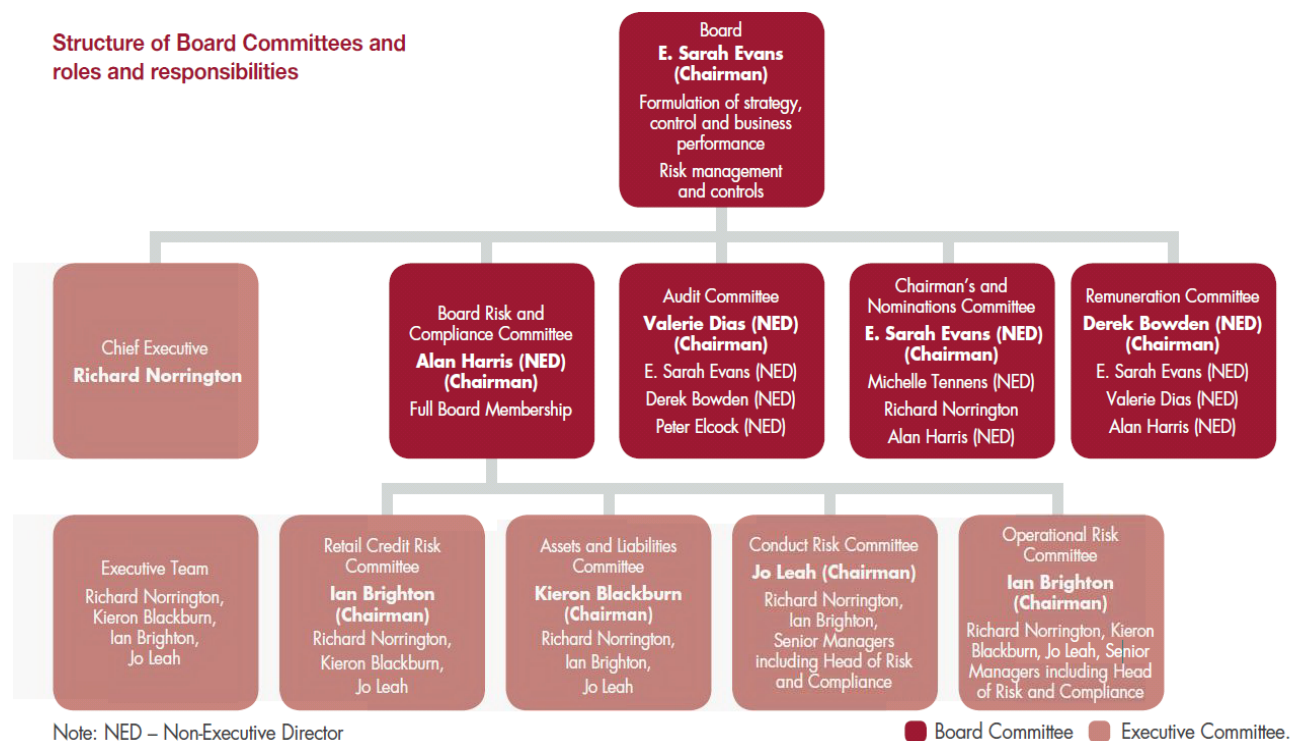 Structure of Board Committees and
roles and responsibilities
Board
E. Sarah Evans
(Chairman)
Formulation of strategy,
control and business
performance
Risk management
and controls
Chief Executive
Richard Norrington
Board Risk and
Compliance Committee
Alan Harris (NED)
(Chairman)
Full Board Membership
Audit Committee
Valerie Dias (NED)
(Chairman)
E. Sarah Evans (NED)
Derek Bowden (NED)
Peter Elcock (NED)
Chairman's and
Nominations Committee
E. Sarah Evans (NED)
(Chairman)
Michelle Tennens (NED)
Richard Norrington
Alan Harris (NED)
Remuneration Committee
Derek Bowden (NED)
(Chairman)
E. Sarah Evans (NED)
Valerie Dias (NED)
Alan Harris (NED)
Executive Team
Richard Norrington,
Kieron Blackburn,
Ian Brighton,
Jo Leah
Retail Credit Risk
Committee
Ian Brighton
(Chairman)
Richard Norrington,
Kieron Blackburn,
Jo Leah
Assets and Liabilities
Committee
Kieron Blackburn
(Chairman)
Richard Norrington,
Ian Brighton,
Jo Leah
Conduct Risk Committee
Jo Leah (Chairman)
Richard Norrington,
Ian Brighton,
Senior Managers
including Head of Risk
and Compliance
Operational Risk
Committee
Ian Brighton
(Chairman)
Richard Norrington, Kieron
Blackburn, Jo Leah, Senior
Managers including Head
of Risk and Compliance
Note: NED – Non-Executive Director
Board Committee
Executive Committee.